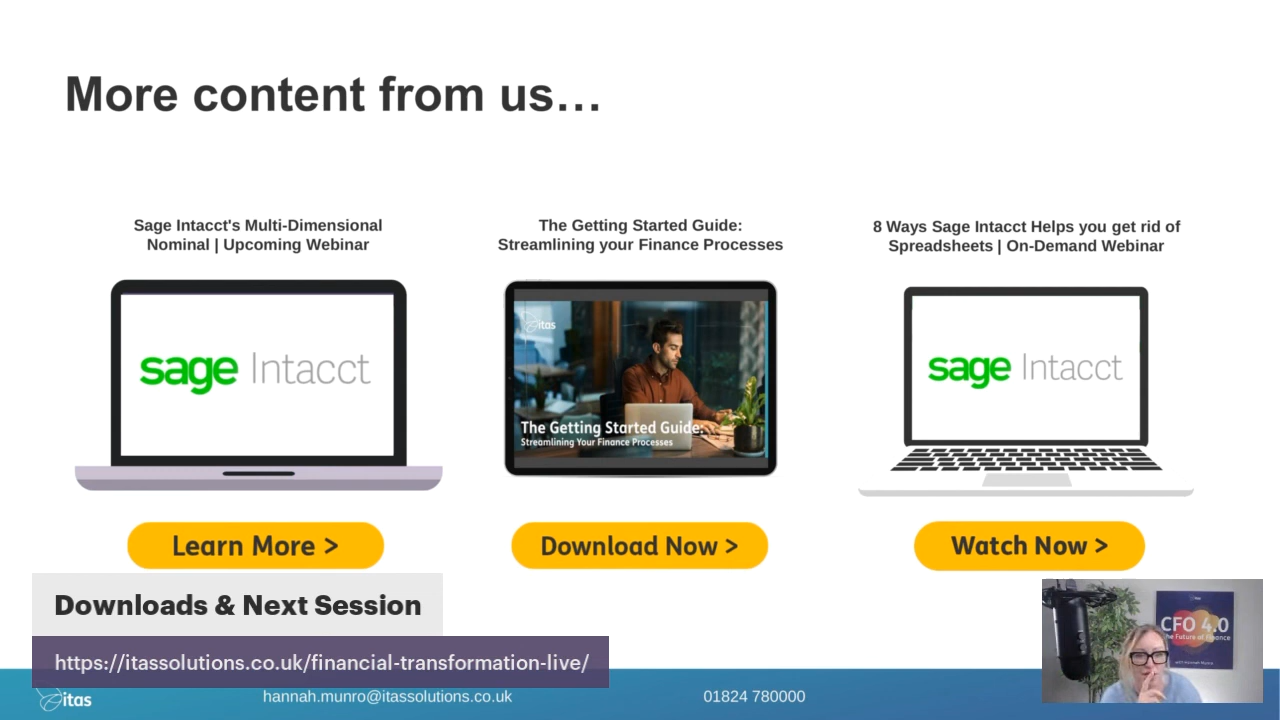 More content from us…
Sage Intacct's Multi-Dimensional
Nominal | Upcoming Webinar
The Getting Started Guide:
Streamlining your Finance Processes
8 Ways Sage Intacct Helps you get rid of
Spreadsheets | On-Demand Webinar
sage Intacct
itas
The Getting Started Guide:
Streamlining Your Finance Processes
sage Intacct
Learn More >
Download Now >
Watch Now >
Downloads & Next Session
https://itassolutions.co.uk/financial-transformation-live/
itas
hannah.munro@itassolutions.co.uk
01824 780000
CFO 4.0
The Future of Finance